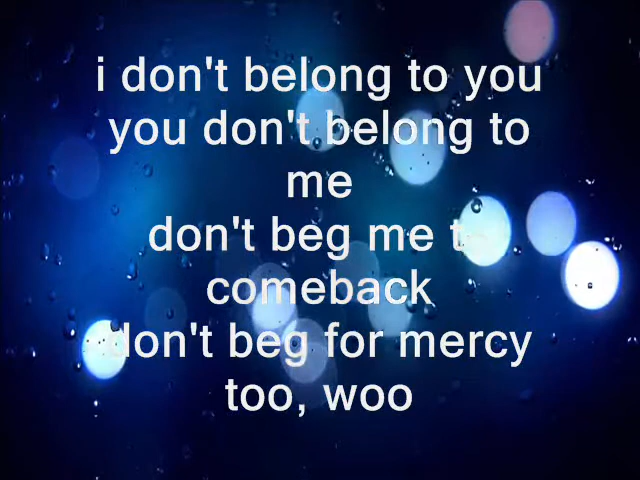 i don't belong to you
you don't belong to
me
don't beg me to
comeback
don't beg for mercy
too, woo